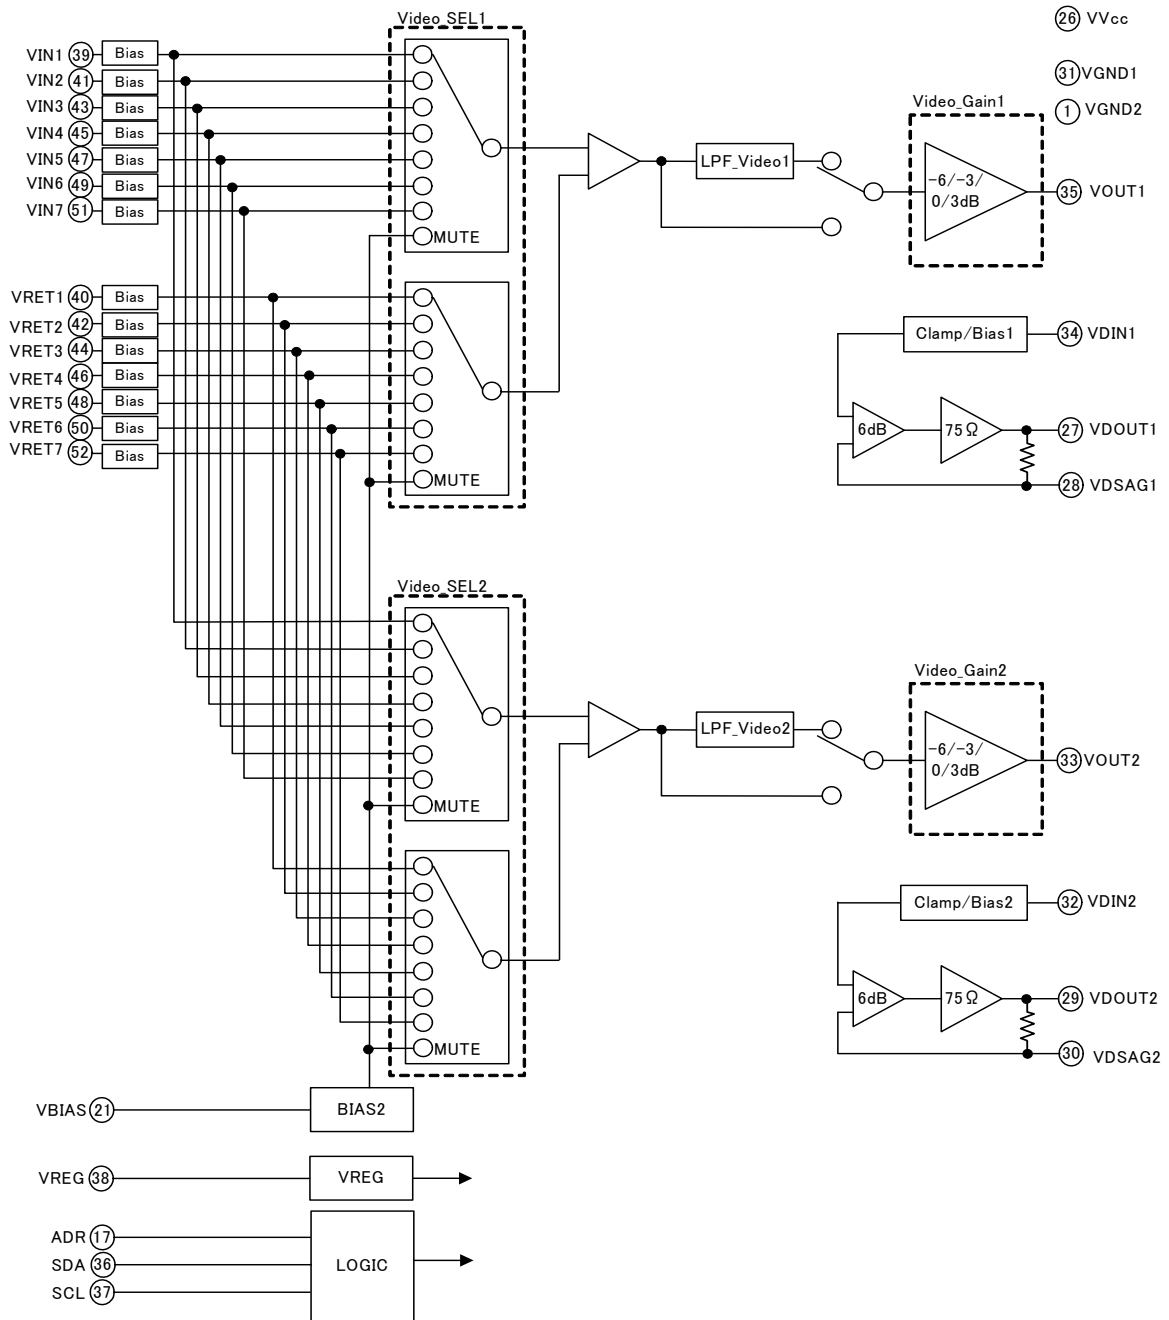 Video_SEL1
26 VVcc
VIN1 39 Bias
VIN2 41 Bias
VIN3 43 Bias
VIN4 45 Bias
VIN5 47 Bias
VIN6 49 Bias
VIN7 51 Bias
MUTE
31 VGND1
1 VGND2
Video_Gain1
LPF_Video1
-6/-3/
0/3dB
35 VOUT1
VRET1 40 Bias
VRET2 42 Bias
VRET3 44 Bias
VRET4 46 Bias
VRET5 48 Bias
VRET6 50 Bias
VRET7 52 Bias
MUTE
Clamp/Bias1 34 VDIN1
6dB 75Ω 27 VDOUT1
28 VDSAG1
Video_SEL2
MUTE
Video_Gain2
LPF_Video2
-6/-3/
0/3dB
33 VOUT2
MUTE
Clamp/Bias2 32 VDIN2
6dB 75Ω 29 VDOUT2
30 VDSAG2
VBIAS 21 BIAS2
VREG 38 VREG
ADR 17
SDA 36 LOGIC
SCL 37